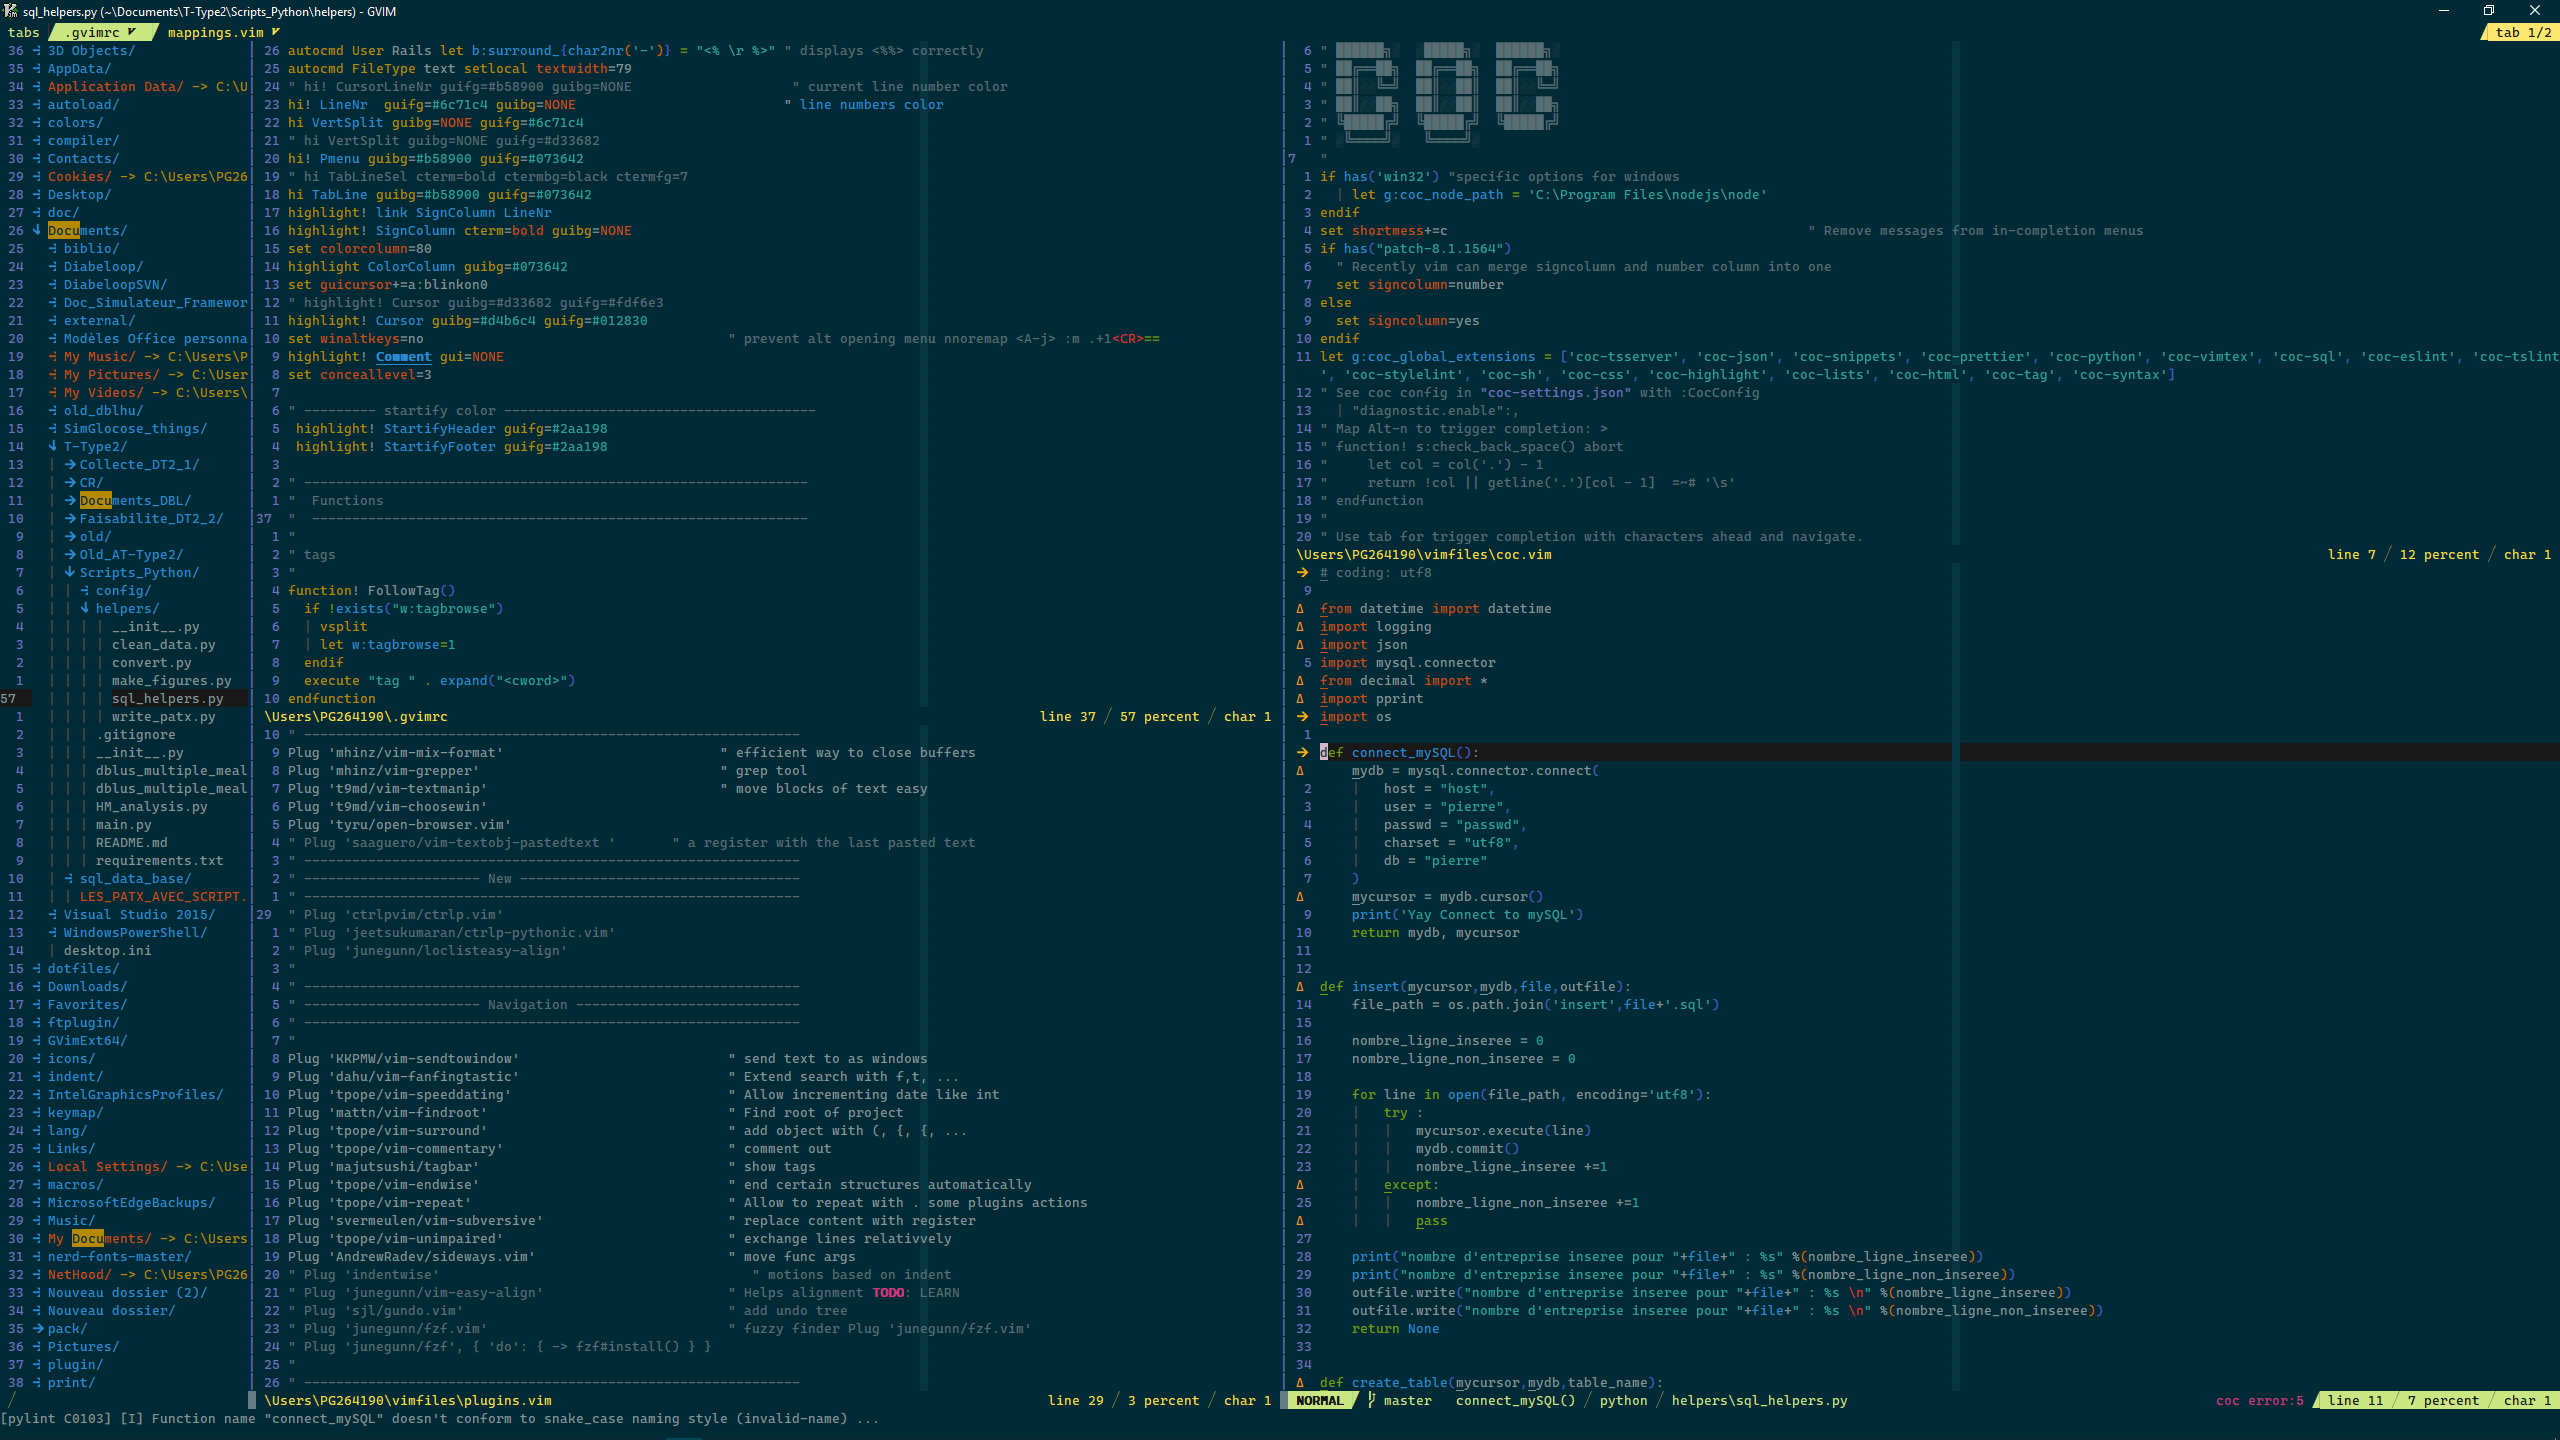 sql_helpers.py (~\Documents\T-Type2\Scripts_Python\helpers) - GVIM
tabs .gvimrc mappings.vim tab 1/2
36 3D Objects/
35 AppData/
34 Application Data/ -> C:\U
33 autoload/
32 colors/
31 compiler/
30 Contacts/
29 Cookies/ -> C:\Users\PG26
28 Desktop/
27 doc/
26 Documents/
25 biblio/
24 Diabeloop/
23 DiabeloopSVN/
22 Doc_Simulateur_Framewor
21 external/
20 Modèles Office personna
19 My Music/ -> C:\Users\P
18 My Pictures/ -> C:\User
17 My Videos/ -> C:\Users\
16 old_dblhu/
15 SimGlocose_things/
14 T-Type2/
13 Collecte_DT2_1/
12 CR/
11 Documents_DBL/
10 Faisabilite_DT2_2/
9 old/
8 Old_AT-Type2/
7 Scripts_Python/
6 config/
5 helpers/
4 __init__.py
3 clean_data.py
2 convert.py
1 make_figures.py
57 sql_helpers.py
1 write_patx.py
2 .gitignore
3 __init__.py
4 dblus_multiple_meal
5 dblus_multiple_meal
6 HM_analysis.py
7 main.py
8 README.md
9 requirements.txt
10 sql_data_base/
11 LES_PATX_AVEC_SCRIPT.
12 Visual Studio 2015/
13 WindowsPowerShell/
14 desktop.ini
15 dotfiles/
16 Downloads/
17 Favorites/
18 ftplugin/
19 GVimExt64/
20 icons/
21 indent/
22 IntelGraphicsProfiles/
23 keymap/
24 lang/
25 Links/
26 Local Settings/ -> C:\Use
27 macros/
28 MicrosoftEdgeBackups/
29 Music/
30 My Documents/ -> C:\Users
31 nerd-fonts-master/
32 NetHood/ -> C:\Users\PG26
33 Nouveau dossier (2)/
34 Nouveau dossier/
35 pack/
36 Pictures/
37 plugin/
38 print/
/
26 autocmd User Rails let b:surround_{char2nr('-')} = "<% \r %>" " displays <%%> correctly
25 autocmd FileType text setlocal textwidth=79
24 " hi! CursorLineNr guifg=#b58900 guibg=NONE " current line number color
23 hi! LineNr  guifg=#6c71c4 guibg=NONE " line numbers color
22 hi VertSplit guibg=NONE guifg=#6c71c4
21 " hi VertSplit guibg=NONE guifg=#d33682
20 hi! Pmenu guibg=#b58900 guifg=#073642
19 " hi TabLineSel cterm=bold ctermbg=black ctermfg=7
18 hi TabLine guibg=#b58900 guifg=#073642
17 highlight! link SignColumn LineNr
16 highlight! SignColumn cterm=bold guibg=NONE
15 set colorcolumn=80
14 highlight ColorColumn guibg=#073642
13 set guicursor+=a:blinkon0
12 " highlight! Cursor guibg=#d33682 guifg=#fdf6e3
11 highlight! Cursor guibg=#d4b6c4 guifg=#012830
10 set winaltkeys=no " prevent alt opening menu nnoremap <A-j> :m .+1<CR>==
9 highlight! Comment gui=NONE
8 set conceallevel=3
7
6 " --------- startify color ---------------------------------------
5 highlight! StartifyHeader guifg=#2aa198
4 highlight! StartifyFooter guifg=#2aa198
3
2 " ---------------------------------------------------------------
1 "  Functions
37 "  --------------------------------------------------------------
1 "
2 " tags
3 "
4 function! FollowTag()
5 if !exists("w:tagbrowse")
6 vsplit
7 let w:tagbrowse=1
8 endif
9 execute "tag " . expand("<cword>")
10 endfunction
\Users\PG264190\.gvimrc line 37 / 57 percent / char 1
10 " --------------------------------------------------------------
9 Plug 'mhinz/vim-mix-format' " efficient way to close buffers
8 Plug 'mhinz/vim-grepper' " grep tool
7 Plug 't9md/vim-textmanip' " move blocks of text easy
6 Plug 't9md/vim-choosewin'
5 Plug 'tyru/open-browser.vim'
4 " Plug 'saaguero/vim-textobj-pastedtext ' " a register with the last pasted text
3 " --------------------------------------------------------------
2 " ---------------------- New -----------------------------------
1 " --------------------------------------------------------------
29 " Plug 'ctrlpvim/ctrlp.vim'
1 " Plug 'jeetsukumaran/ctrlp-pythonic.vim'
2 " Plug 'junegunn/loclisteasy-align'
3 "
4 " --------------------------------------------------------------
5 " ---------------------- Navigation ----------------------------
6 " --------------------------------------------------------------
7 "
8 Plug 'KKPMW/vim-sendtowindow' " send text to as windows
9 Plug 'dahu/vim-fanfingtastic' " Extend search with f,t, ...
10 Plug 'tpope/vim-speeddating' " Allow incrementing date like int
11 Plug 'mattn/vim-findroot' " Find root of project
12 Plug 'tpope/vim-surround' " add object with (, {, {, ...
13 Plug 'tpope/vim-commentary' " comment out
14 Plug 'majutsushi/tagbar' " show tags
15 Plug 'tpope/vim-endwise' " end certain structures automatically
16 Plug 'tpope/vim-repeat' " Allow to repeat with . some plugins actions
17 Plug 'svermeulen/vim-subversive' " replace content with register
18 Plug 'tpope/vim-unimpaired' " exchange lines relativvely
19 Plug 'AndrewRadev/sideways.vim' " move func args
20 " Plug 'indentwise' " motions based on indent
21 " Plug 'junegunn/vim-easy-align' " Helps alignment TODO: LEARN
22 " Plug 'sjl/gundo.vim' " add undo tree
23 " Plug 'junegunn/fzf.vim' " fuzzy finder Plug 'junegunn/fzf.vim'
24 " Plug 'junegunn/fzf', { 'do': { -> fzf#install() } }
25 "
26 " --------------------------------------------------------------
\Users\PG264190\vimfiles\plugins.vim line 29 / 3 percent / char 1
6 " COC
5 "
4 "
3 "
2 "
1 "
7 "
1 if has('win32') "specific options for windows
2 let g:coc_node_path = 'C:\Program Files\nodejs\node'
3 endif
4 set shortmess+=c " Remove messages from in-completion menus
5 if has("patch-8.1.1564")
6 " Recently vim can merge signcolumn and number column into one
7 set signcolumn=number
8 else
9 set signcolumn=yes
10 endif
11 let g:coc_global_extensions = ['coc-tsserver', 'coc-json', 'coc-snippets', 'coc-prettier', 'coc-python', 'coc-vimtex', 'coc-sql', 'coc-eslint', 'coc-tslint
', 'coc-stylelint', 'coc-sh', 'coc-css', 'coc-highlight', 'coc-lists', 'coc-html', 'coc-tag', 'coc-syntax']
12 " See coc config in "coc-settings.json" with :CocConfig
13 "diagnostic.enable":,
14 " Map Alt-n to trigger completion: >
15 " function! s:check_back_space() abort
16 "     let col = col('.') - 1
17 "     return !col || getline('.')[col - 1]  =~# '\s'
18 " endfunction
19 "
20 " Use tab for trigger completion with characters ahead and navigate.
\Users\PG264190\vimfiles\coc.vim line 7 / 12 percent / char 1
# coding: utf8
9
from datetime import datetime
import logging
import json
5 import mysql.connector
from decimal import *
import pprint
import os
1
def connect_mySQL():
mydb = mysql.connector.connect(
2 host = "host",
3 user = "pierre",
4 passwd = "passwd",
5 charset = "utf8",
6 db = "pierre"
7 )
mycursor = mydb.cursor()
9 print('Yay Connect to mySQL')
10 return mydb, mycursor
11
12
def insert(mycursor,mydb,file,outfile):
14 file_path = os.path.join('insert',file+'.sql')
15
16 nombre_ligne_inseree = 0
17 nombre_ligne_non_inseree = 0
18
19 for line in open(file_path, encoding='utf8'):
20 try :
21 mycursor.execute(line)
22 mydb.commit()
23 nombre_ligne_inseree +=1
except:
25 nombre_ligne_non_inseree +=1
pass
27
28 print("nombre d'entreprise inseree pour "+file+" : %s" %(nombre_ligne_inseree))
29 print("nombre d'entreprise inseree pour "+file+" : %s" %(nombre_ligne_non_inseree))
30 outfile.write("nombre d'entreprise inseree pour "+file+" : %s \n" %(nombre_ligne_inseree))
31 outfile.write("nombre d'entreprise inseree pour "+file+" : %s \n" %(nombre_ligne_non_inseree))
32 return None
33
34
def create_table(mycursor,mydb,table_name):
NORMAL master connect_mySQL() / python / helpers\sql_helpers.py coc error:5 line 11 / 7 percent / char 1
[pylint C0103] [I] Function name "connect_mySQL" doesn't conform to snake_case naming style (invalid-name) ...